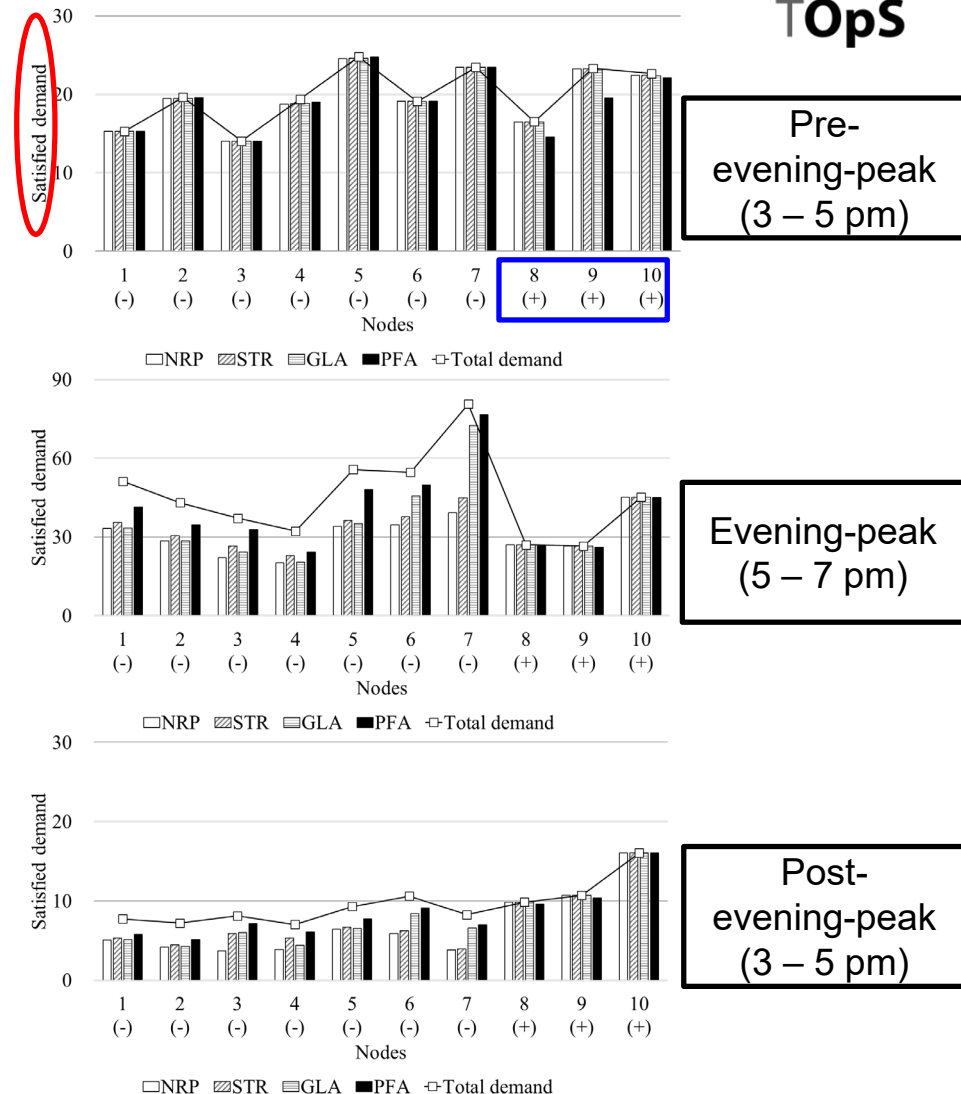 TOpS
30
20
10
0
Satisfied demand
1 2 3 4 5 6 7 8 9 10
(-) (-) (-) (-) (-) (-) (-) (+) (+) (+)
Nodes
NRP STR GLA PFA Total demand
Pre-
evening-peak
(3 – 5 pm)
90
60
30
0
Satisfied demand
1 2 3 4 5 6 7 8 9 10
(-) (-) (-) (-) (-) (-) (-) (+) (+) (+)
Nodes
NRP STR GLA PFA Total demand
Evening-peak
(5 – 7 pm)
30
20
10
0
Satisfied demand
1 2 3 4 5 6 7 8 9 10
(-) (-) (-) (-) (-) (-) (-) (+) (+) (+)
Nodes
NRP STR GLA PFA Total demand
Post-
evening-peak
(3 – 5 pm)